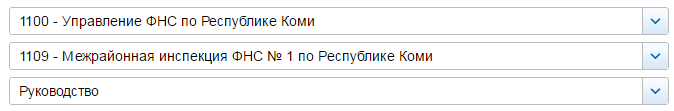 1100 - Управление ФНС по Республике Коми
1109 - Межрайонная инспекция ФНС № 1 по Республике Коми
Руководство